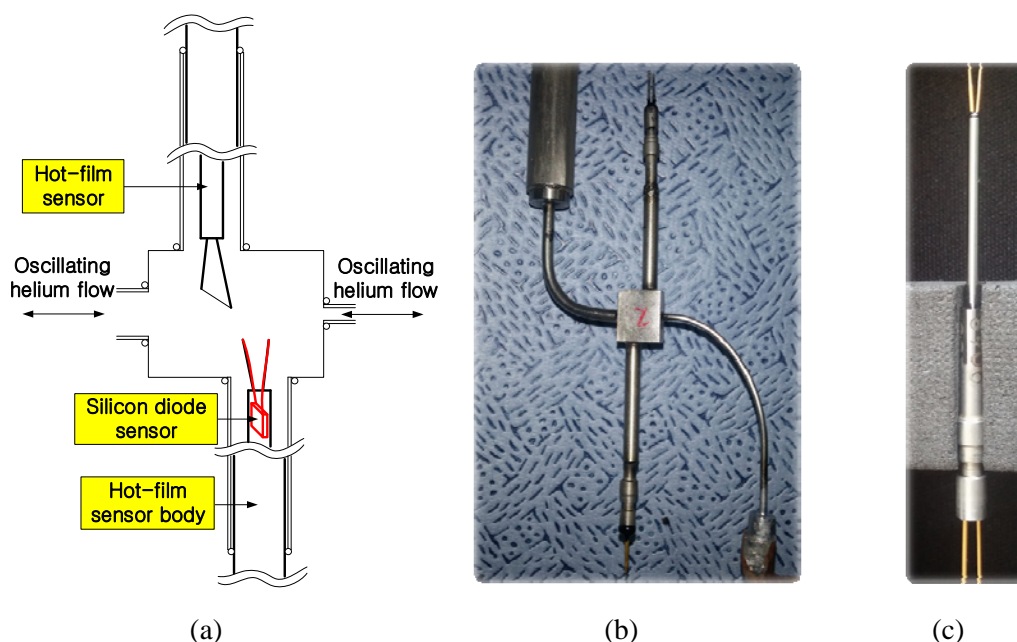 Hot-film
sensor
Oscillating
helium flow
Oscillating
helium flow
Silicon diode
sensor
Hot-film
sensor body
(a)
(b)
(c)